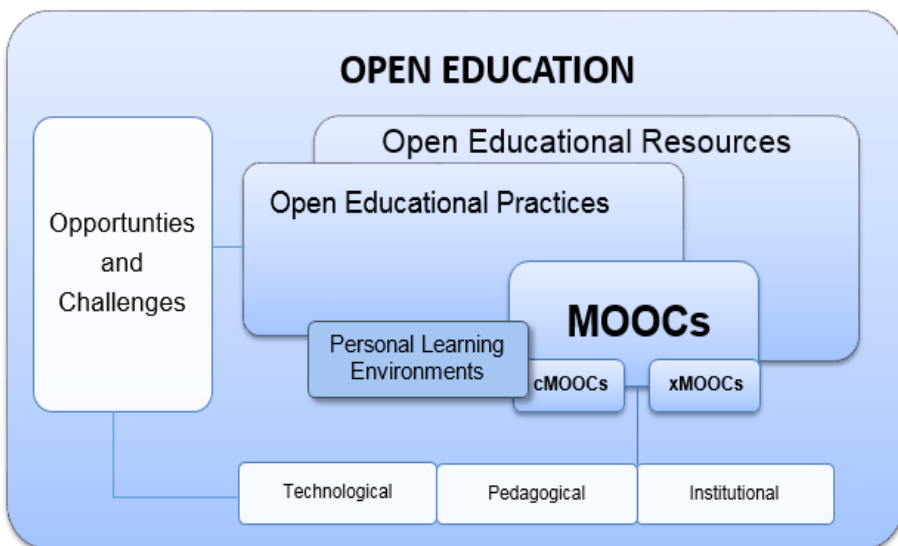 OPEN EDUCATION
Open Educational Resources
Open Educational Practices
Opportunties
and
Challenges
MOOCs
Personal Learning
Environments
cMOOCs
xMOOCs
Technological
Pedagogical
Institutional